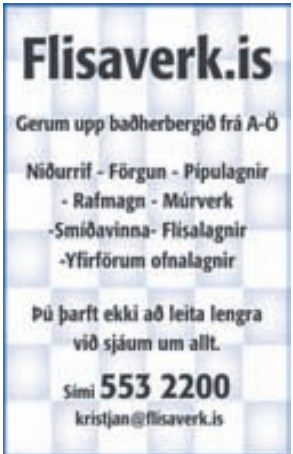 Flisaverk.is
Gerum upp baðherbergið frá A-Ö
Niðurrif - Förgun - Pípulagnir
- Rafmagn - Múrverk
-Smíðavinna- Flísalagnir
-Yfirförum ofnalagnir
Þú þarft ekki að leita lengra
við sjáum um allt.
Sími 553 2200
kristjan@flisaverk.is